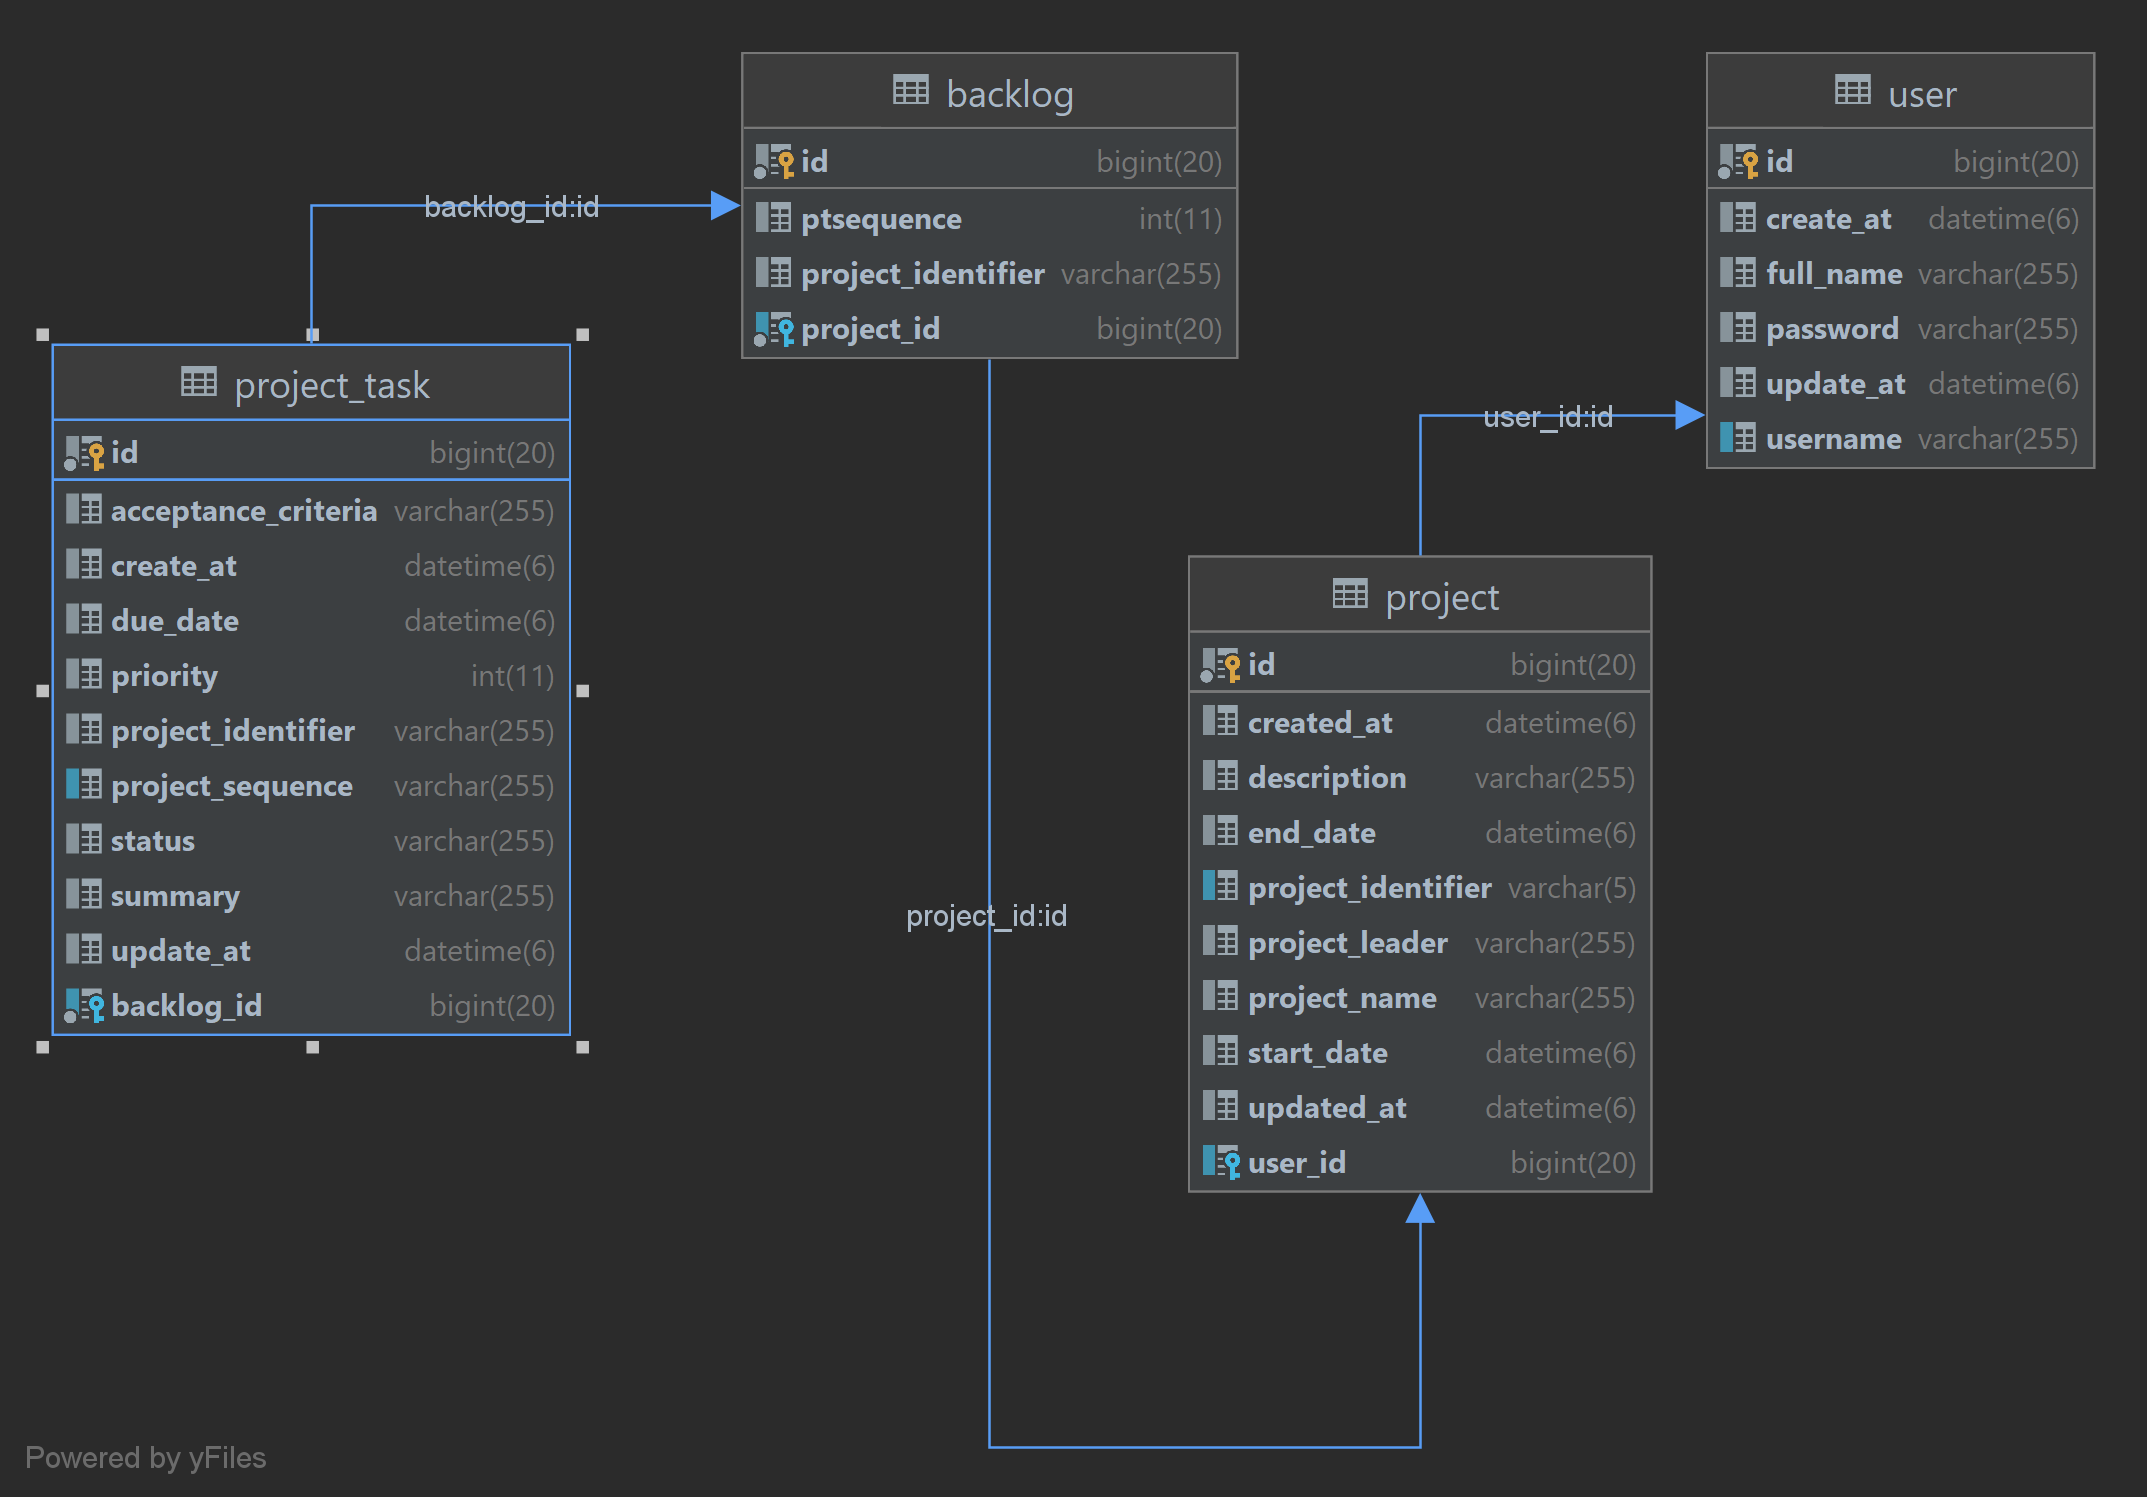 backlog
id bigint(20)
ptsequence int(11)
project_identifier varchar(255)
project_id bigint(20)
user
id bigint(20)
create_at datetime(6)
full_name varchar(255)
password varchar(255)
update_at datetime(6)
username varchar(255)
backlog_id:id
user_id:id
project_task
id bigint(20)
acceptance_criteria varchar(255)
create_at datetime(6)
due_date datetime(6)
priority int(11)
project_identifier varchar(255)
project_sequence varchar(255)
status varchar(255)
summary varchar(255)
update_at datetime(6)
backlog_id bigint(20)
project_id:id
project
id bigint(20)
created_at datetime(6)
description varchar(255)
end_date datetime(6)
project_identifier varchar(5)
project_leader varchar(255)
project_name varchar(255)
start_date datetime(6)
updated_at datetime(6)
user_id bigint(20)
Powered by yFiles